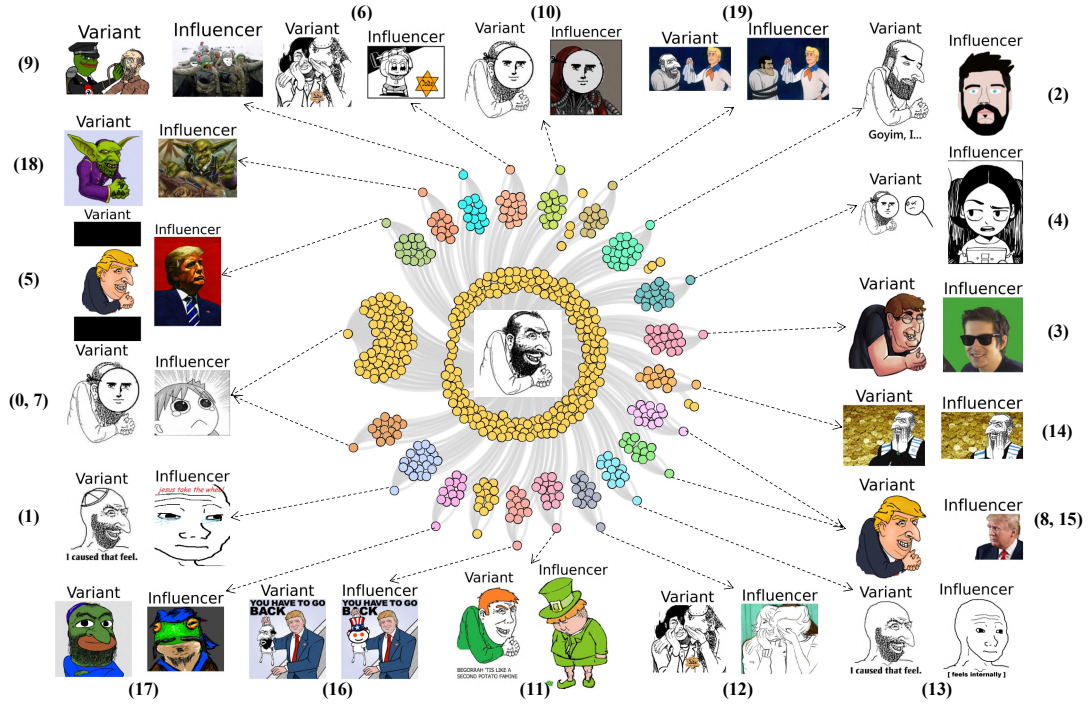 (6)
(10)
(19)
(9)
Variant
Influencer
Variant
Influencer
Variant
Influencer
Variant
Influencer
Variant
Influencer
Goyim, I...
(2)
(18)
Variant
Influencer
Variant
Influencer
(4)
(5)
Variant
Influencer
Variant
Influencer
(3)
(0, 7)
Variant
Influencer
Variant
Influencer
(14)
(1)
Variant
Influencer
jesus take the wheel
I caused that feel.
Variant
Influencer
(8, 15)
Variant
Influencer
(17)
Variant
Influencer
YOU HAVE TO GO
BACK
YOU HAVE TO GO
BACK
(16)
Variant
Influencer
BEGORRAH 'TIS LIKE A
SECOND POTATO FAMINE
(11)
Variant
Influencer
(12)
Variant
Influencer
I caused that feel.
[ feels internally ]
(13)